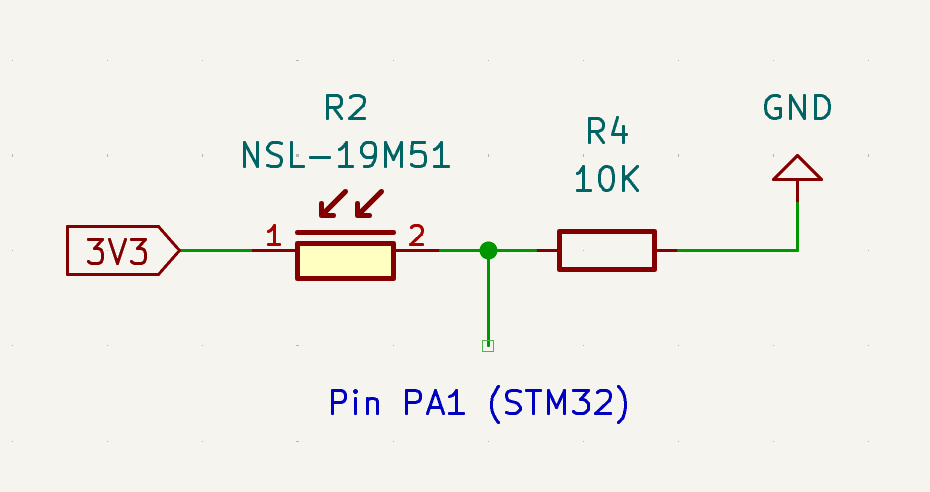 R2
NSL-19M51
R4
10K
GND
3V3
1
2
Pin PA1 (STM32)